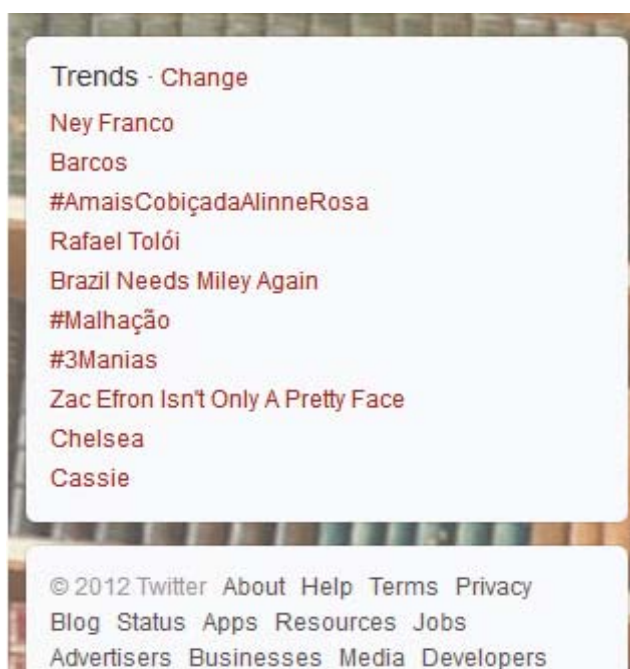 Trends · Change
Ney Franco
Barcos
#AmaisCobiçadaAlinneRosa
Rafael Tolói
Brazil Needs Miley Again
#Malhação
#3Manias
Zac Efron Isn't Only A Pretty Face
Chelsea
Cassie
© 2012 Twitter About Help Terms Privacy
Blog Status Apps Resources Jobs
Advertisers Businesses Media Developers